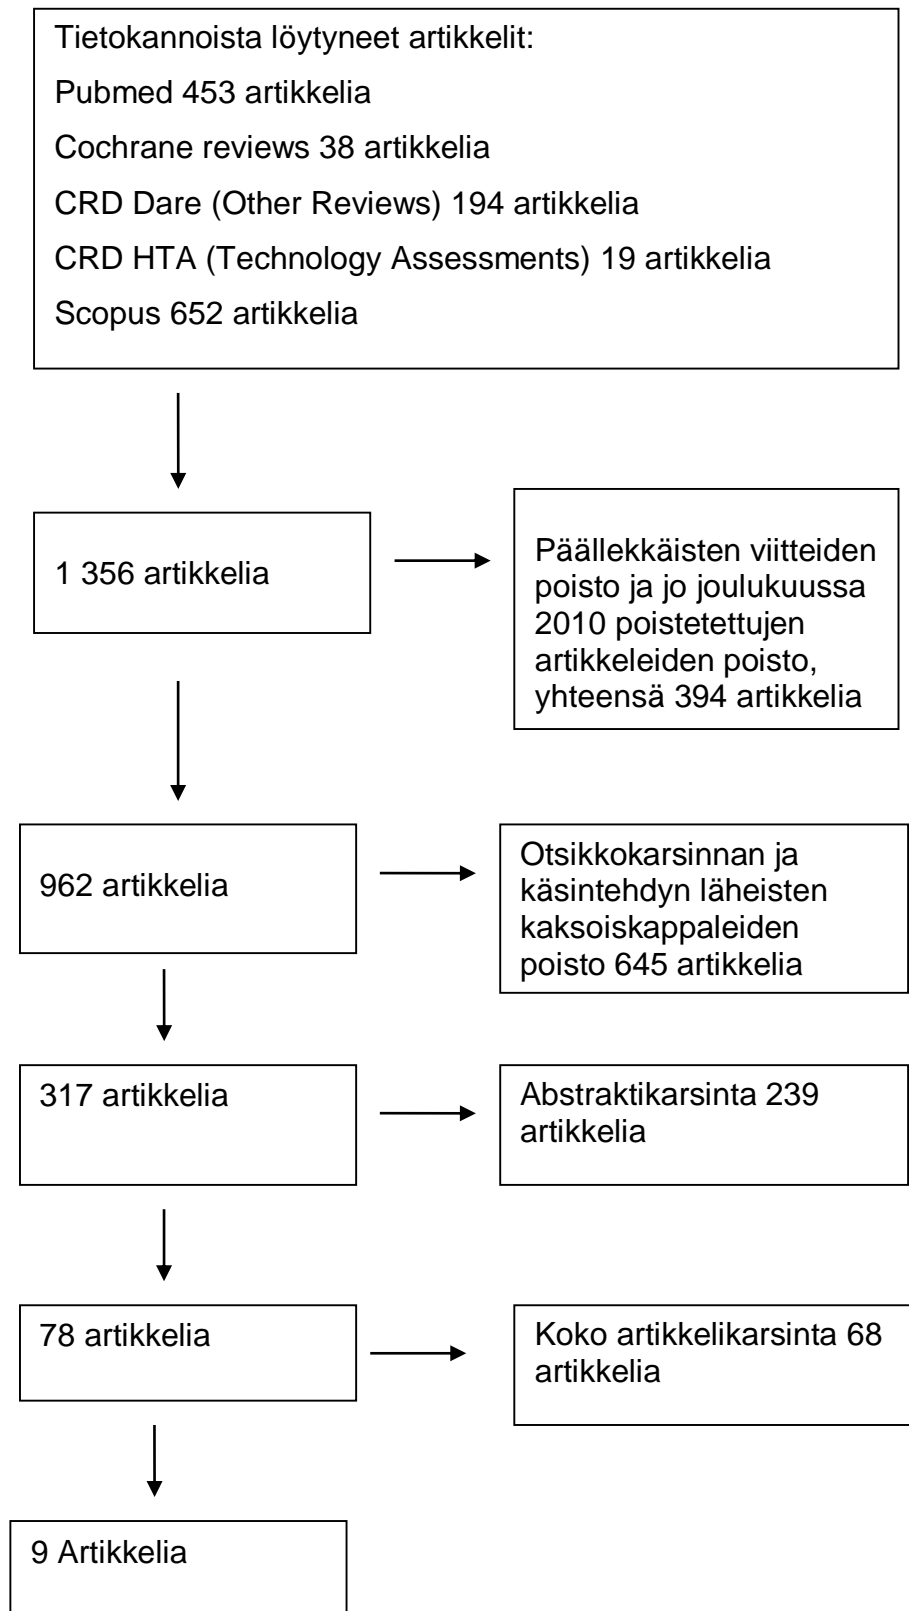 Tietokannoista löytyneet artikkelit:
Pubmed 453 artikkelia
Cochrane reviews 38 artikkelia
CRD Dare (Other Reviews) 194 artikkelia
CRD HTA (Technology Assessments) 19 artikkelia
Scopus 652 artikkelia
1 356 artikkelia
Päällekkäisten viitteiden
poisto ja jo joulukuussa
2010 poistetettujen
artikkeleiden poisto,
yhteensä 394 artikkelia
962 artikkelia
Otsikkokarsinnan ja
käsintehdyn läheisten
kaksoiskappaleiden
poisto 645 artikkelia
317 artikkelia
Abstraktikarsinta 239
artikkelia
78 artikkelia
Koko artikkelikarsinta 68
artikkelia
9 Artikkelia